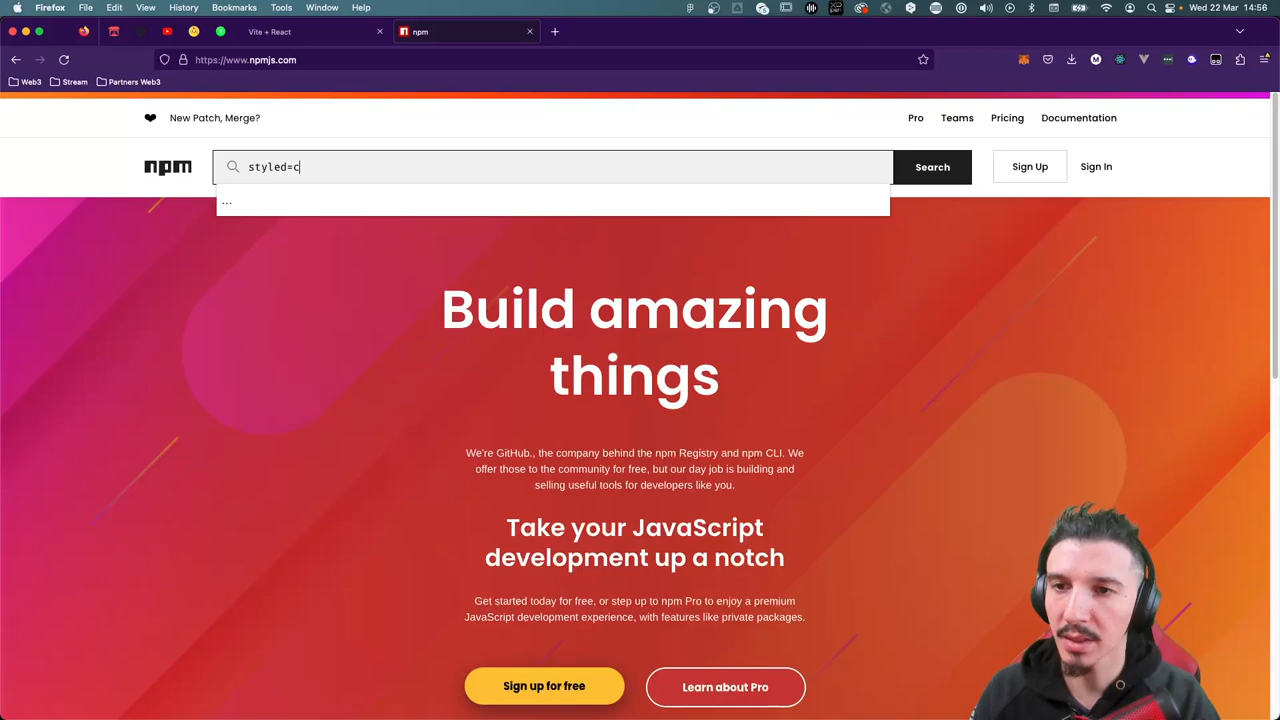 Firefox File Edit View History Bookmarks Tools Window Help
Wed 22 Mar 14:56
Vite + React
npm
https://www.npmjs.com
Web3 Stream Partners Web3
New Patch, Merge?
Pro Teams Pricing Documentation
npm
styled=c
Search
Sign Up
Sign In
...
Build amazing
things
We're GitHub., the company behind the npm Registry and npm CLI. We
offer those to the community for free, but our day job is building and
selling useful tools for developers like you.
Take your JavaScript
development up a notch
Get started today for free, or step up to npm Pro to enjoy a premium
JavaScript development experience, with features like private packages.
Sign up for free
Learn about Pro